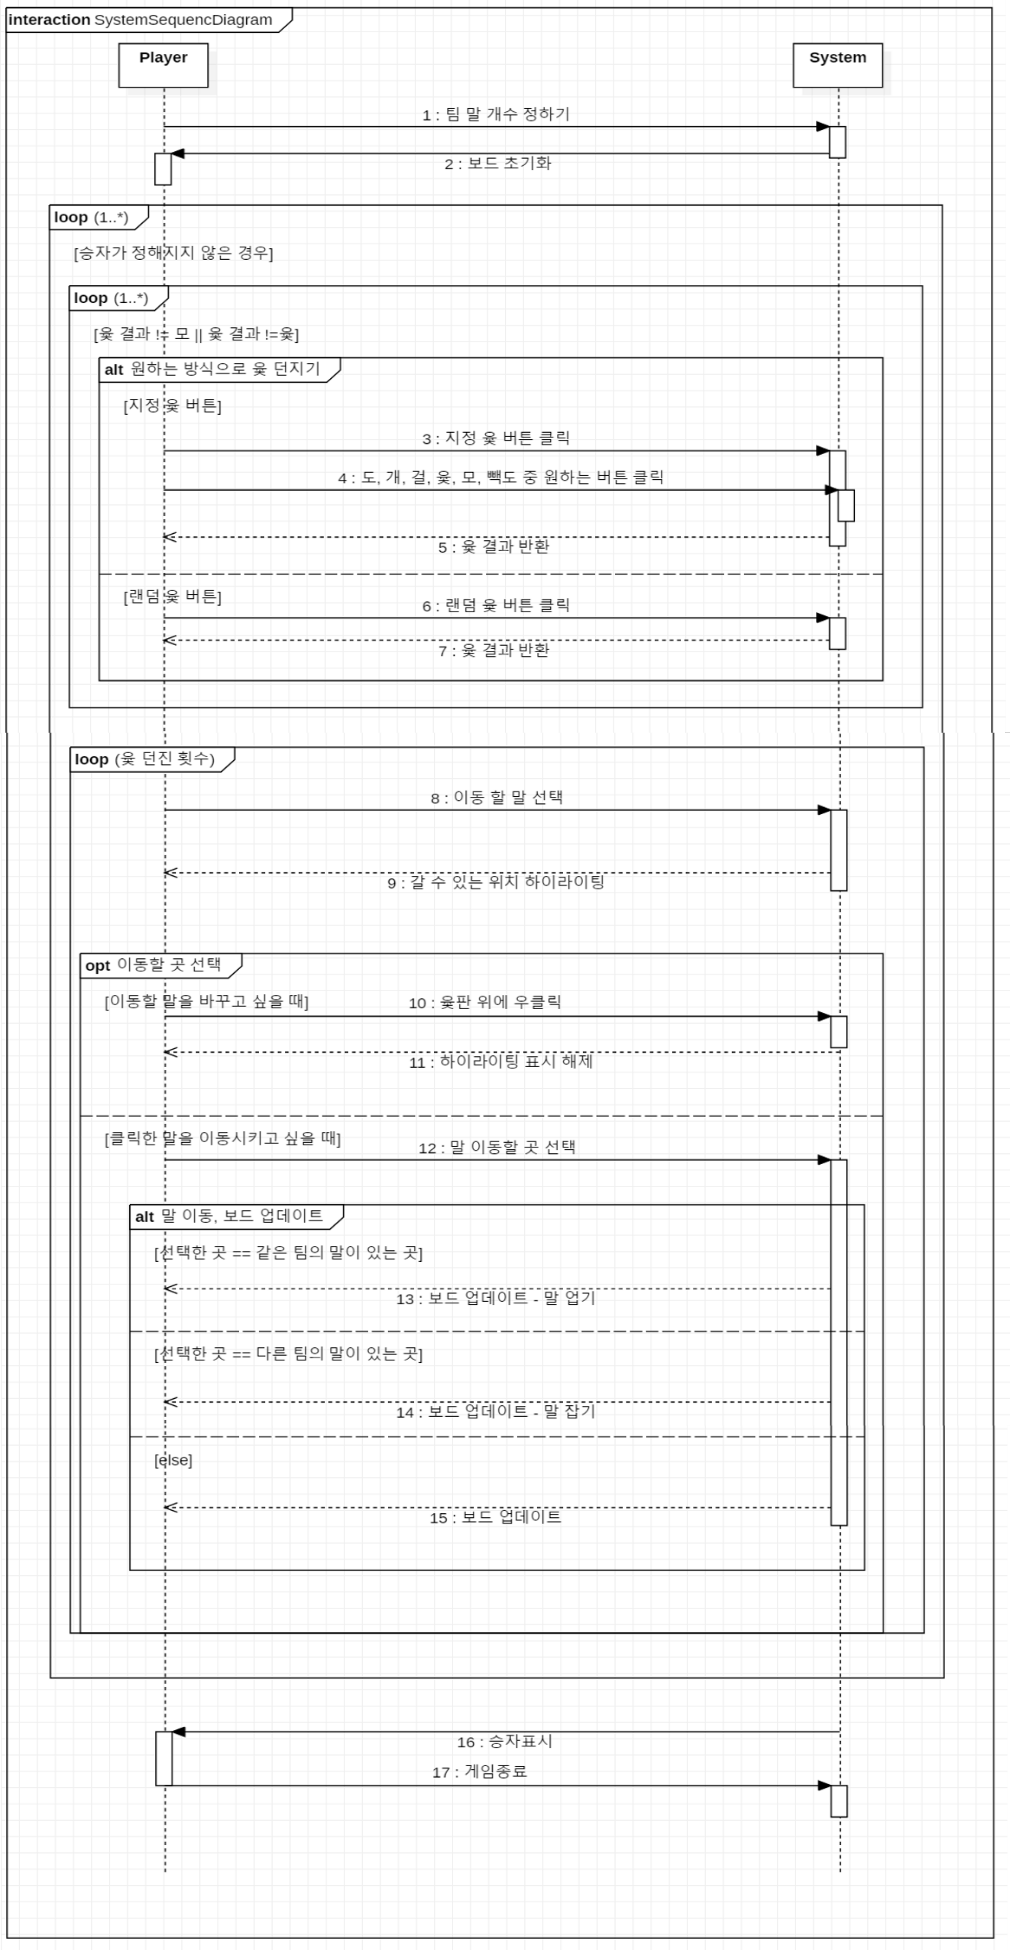 interaction SystemSequencDiagram
Player
System
1 : 팀 말 개수 정하기
2 : 보드 초기화
loop (1..*)
[승자가 정해지지 않은 경우]
loop (1..*)
[윷 결과 != 모 || 윷 결과 !=윷]
alt 원하는 방식으로 윷 던지기
[지정 윷 버튼]
3 : 지정 윷 버튼 클릭
4 : 도, 개, 걸, 윷, 모, 빽도 중 원하는 버튼 클릭
5 : 윷 결과 반환
[랜덤 윷 버튼]
6 : 랜덤 윷 버튼 클릭
7 : 윷 결과 반환
loop (윷 던진 횟수)
8 : 이동 할 말 선택
9 : 갈 수 있는 위치 하이라이팅
opt 이동할 곳 선택
[이동할 말을 바꾸고 싶을 때]
10 : 윷판 위에 우클릭
11 : 하이라이팅 표시 해제
[클릭한 말을 이동시키고 싶을 때]
12 : 말 이동할 곳 선택
alt 말 이동, 보드 업데이트
[선택한 곳 == 같은 팀의 말이 있는 곳]
13 : 보드 업데이트 - 말 업기
[선택한 곳 == 다른 팀의 말이 있는 곳]
14 : 보드 업데이트 - 말 잡기
[else]
15 : 보드 업데이트
16 : 승자표시
17 : 게임종료